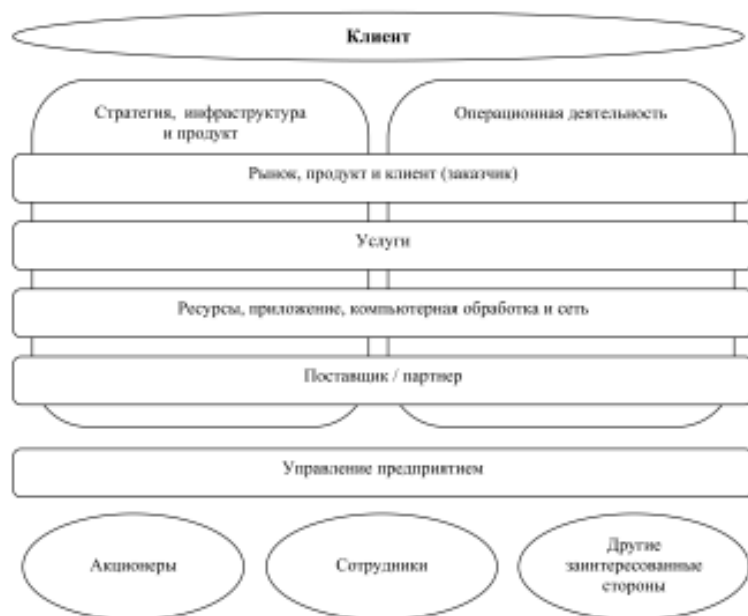 Клиент
Стратегия, инфраструктура
и продукт
Операционная деятельность
Рынок, продукт и клиент (заказчик)
Услуги
Ресурсы, приложение, компьютерная обработка и сеть
Поставщик / партнер
Управление предприятием
Акционеры
Сотрудники
Другие
заинтересованные
стороны